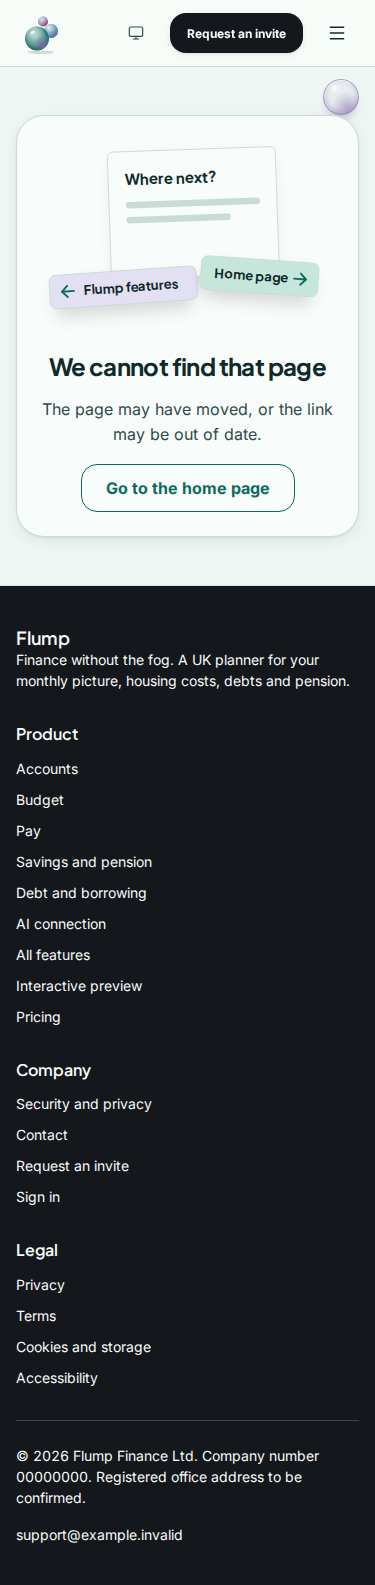 Request an invite
Where next?
Flump features
Home page
We cannot find that page
The page may have moved, or the link
may be out of date.
Go to the home page
Flump
Finance without the fog. A UK planner for your
monthly picture, housing costs, debts and pension.
Product
Accounts
Budget
Pay
Savings and pension
Debt and borrowing
AI connection
All features
Interactive preview
Pricing
Company
Security and privacy
Contact
Request an invite
Sign in
Legal
Privacy
Terms
Cookies and storage
Accessibility
© 2026 Flump Finance Ltd. Company number
00000000. Registered office address to be
confirmed.
support@example.invalid